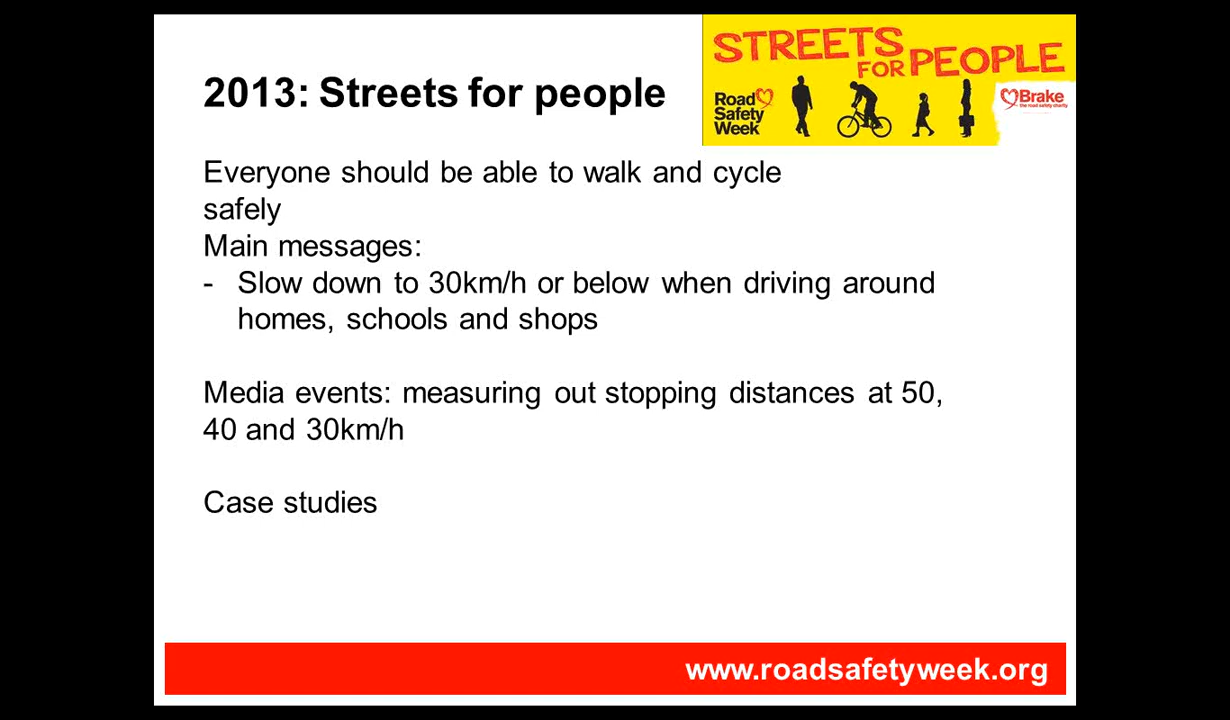 2013: Streets for people
STREETS
FOR PEOPLE
Road
Safety
Week
Brake
the road safety charity
Everyone should be able to walk and cycle
safely
Main messages:
- Slow down to 30km/h or below when driving around
homes, schools and shops
Media events: measuring out stopping distances at 50,
40 and 30km/h
Case studies
www.roadsafetyweek.org